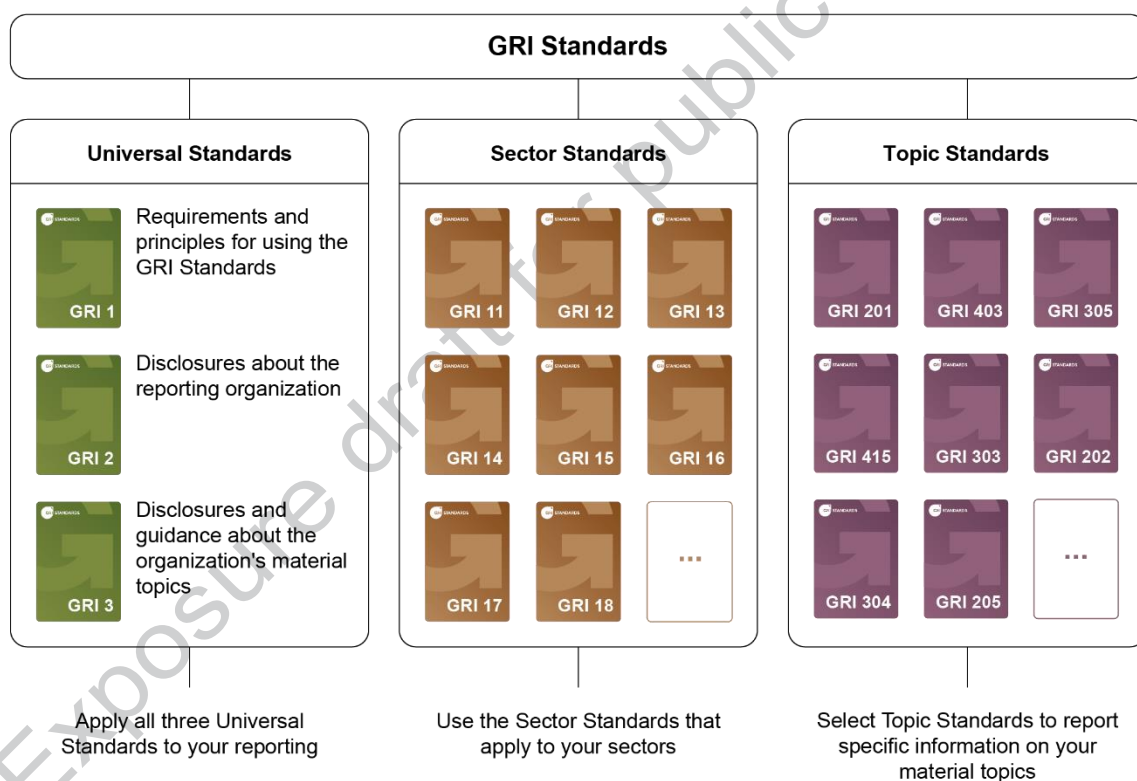 GRI Standards
Universal Standards
Requirements and
principles for using the
GRI Standards
GRI 1
Disclosures about the
reporting organization
GRI 2
Disclosures and
guidance about the
organization's material
topics
GRI 3
Apply all three Universal
Standards to your reporting
Sector Standards
GRI 11 GRI 12 GRI 13
GRI 14 GRI 15 GRI 16
GRI 17 GRI 18 ...
Use the Sector Standards that
apply to your sectors
Topic Standards
GRI 201 GRI 403 GRI 305
GRI 415 GRI 303 GRI 202
GRI 304 GRI 205 ...
Select Topic Standards to report
specific information on your
material topics
Exposure draft for public